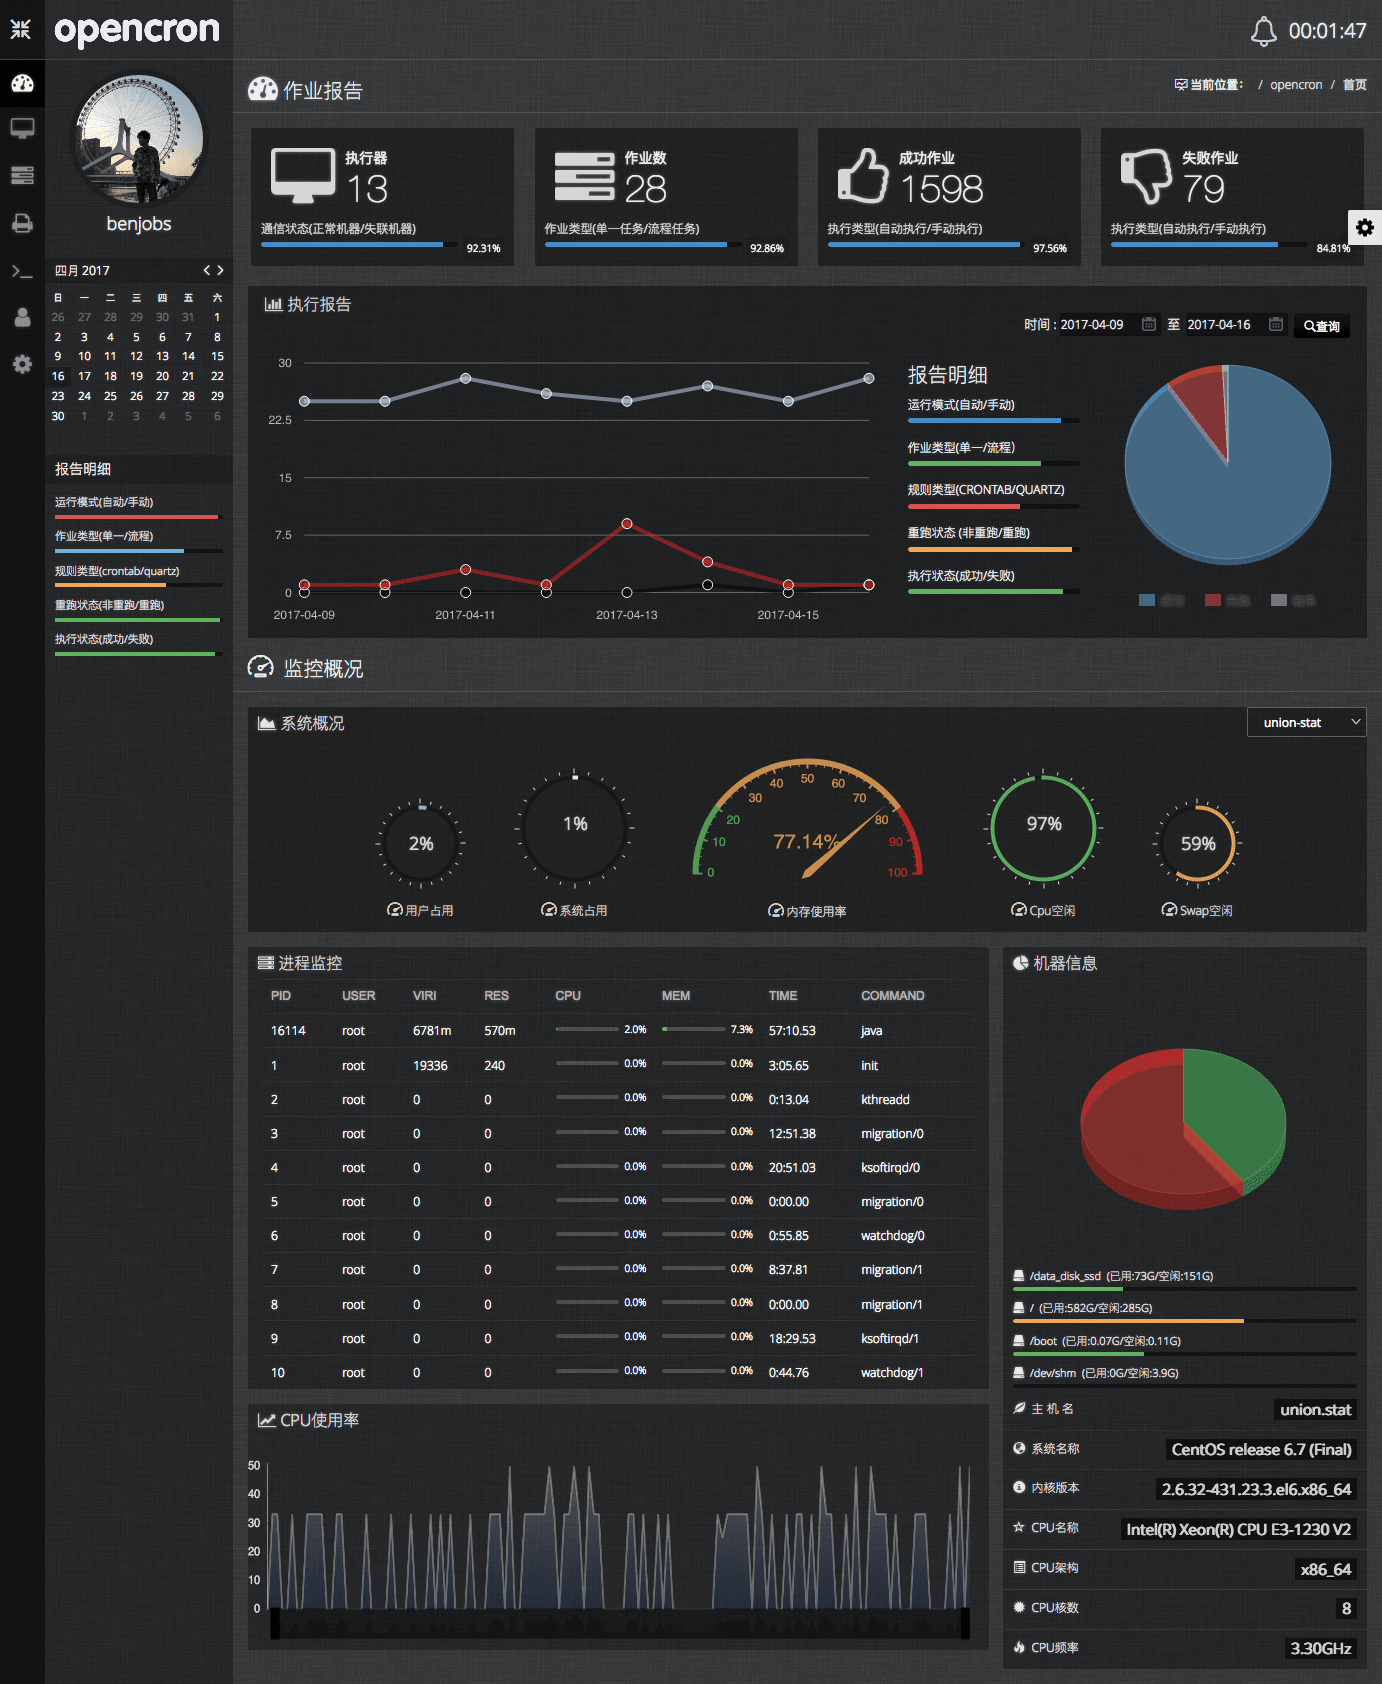 opencron
00:01:47
benjobs
四月 2017
日 一 二 三 四 五 六
26 27 28 29 30 31 1
2 3 4 5 6 7 8
9 10 11 12 13 14 15
16 17 18 19 20 21 22
23 24 25 26 27 28 29
30 1 2 3 4 5 6
报告明细
运行模式(自动/手动)
作业类型(单一/流程)
规则类型(crontab/quartz)
重跑状态(非重跑/重跑)
执行状态(成功/失败)
作业报告
当前位置： / opencron / 首页
执行器
13
通信状态(正常机器/失联机器)
92.31%
作业数
28
作业类型(单一任务/流程任务)
92.86%
成功作业
1598
执行类型(自动执行/手动执行)
97.56%
失败作业
79
执行类型(自动执行/手动执行)
84.81%
执行报告
时间 : 2017-04-09 至 2017-04-16 查询
30
22.5
15
7.5
0
2017-04-09 2017-04-11 2017-04-13 2017-04-15
报告明细
运行模式(自动/手动)
作业类型(单一/流程)
规则类型(CRONTAB/QUARTZ)
重跑状态 (非重跑/重跑)
执行状态(成功/失败)
监控概况
系统概况
union-stat
2%
用户占用
1%
系统占用
0 10 20 30 40 50 60 70 80 90 100
77.14%
内存使用率
97%
Cpu空闲
59%
Swap空闲
进程监控
PID USER VIRI RES CPU MEM TIME COMMAND
16114 root 6781m 570m 2.0% 7.3% 57:10.53 java
1 root 19336 240 0.0% 0.0% 3:05.65 init
2 root 0 0 0.0% 0.0% 0:13.04 kthreadd
3 root 0 0 0.0% 0.0% 12:51.38 migration/0
4 root 0 0 0.0% 0.0% 20:51.03 ksoftirqd/0
5 root 0 0 0.0% 0.0% 0:00.00 migration/0
6 root 0 0 0.0% 0.0% 0:55.85 watchdog/0
7 root 0 0 0.0% 0.0% 8:37.81 migration/1
8 root 0 0 0.0% 0.0% 0:00.00 migration/1
9 root 0 0 0.0% 0.0% 18:29.53 ksoftirqd/1
10 root 0 0 0.0% 0.0% 0:44.76 watchdog/1
CPU使用率
50
40
30
20
10
0
机器信息
/data_disk_ssd (已用:73G/空闲:151G)
/ (已用:582G/空闲:285G)
/boot (已用:0.07G/空闲:0.11G)
/dev/shm (已用:0G/空闲:3.9G)
主 机 名 union.stat
系统名称 CentOS release 6.7 (Final)
内核版本 2.6.32-431.23.3.el6.x86_64
CPU名称 Intel(R) Xeon(R) CPU E3-1230 V2
CPU架构 x86_64
CPU核数 8
CPU频率 3.30GHz